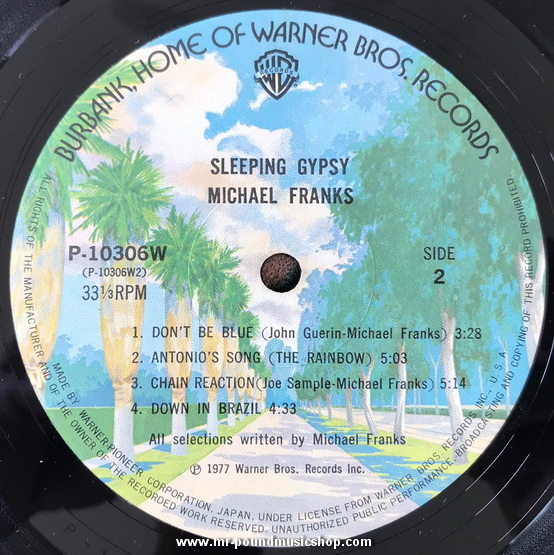 BURBANK, HOME OF WARNER BROS. RECORDS
WB
RECORDS
SLEEPING GYPSY
MICHAEL FRANKS
P-10306W
(P-10306W2)
33⅓RPM
SIDE
2
1. DON'T BE BLUE (John Guerin-Michael Franks) 3:28
2. ANTONIO'S SONG (THE RAINBOW) 5:03
3. CHAIN REACTION(Joe Sample-Michael Franks) 5:14
4. DOWN IN BRAZIL 4:33
All selections written by Michael Franks
℗ 1977 Warner Bros. Records Inc.
MADE BY WARNER-PIONEER CORPORATION, JAPAN, UNDER LICENSE FROM WARNER BROS RECORDS INC. U.S.A
ALL RIGHTS OF THE MANUFACTURER AND OF THE OWNER OF THE RECORDED WORK RESERVED. UNAUTHORIZED PUBLIC PERFORMANCE·BROADCASTING AND COPYING OF THIS RECORD PROHIBITED
www.mr-poundmusicshop.com